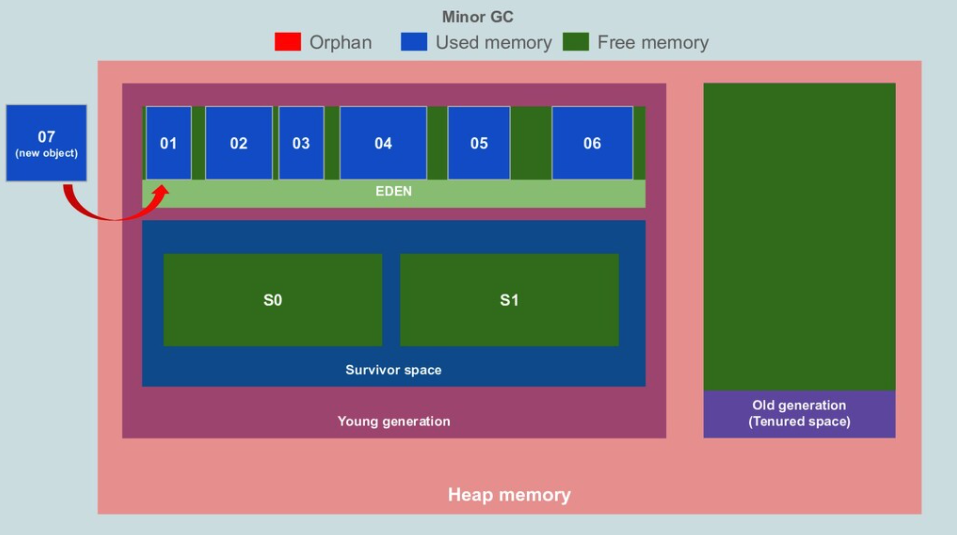 Minor GC
Orphan
Used memory
Free memory
07
(new object)
01
02
03
04
05
06
EDEN
S0
S1
Survivor space
Young generation
Old generation
(Tenured space)
Heap memory